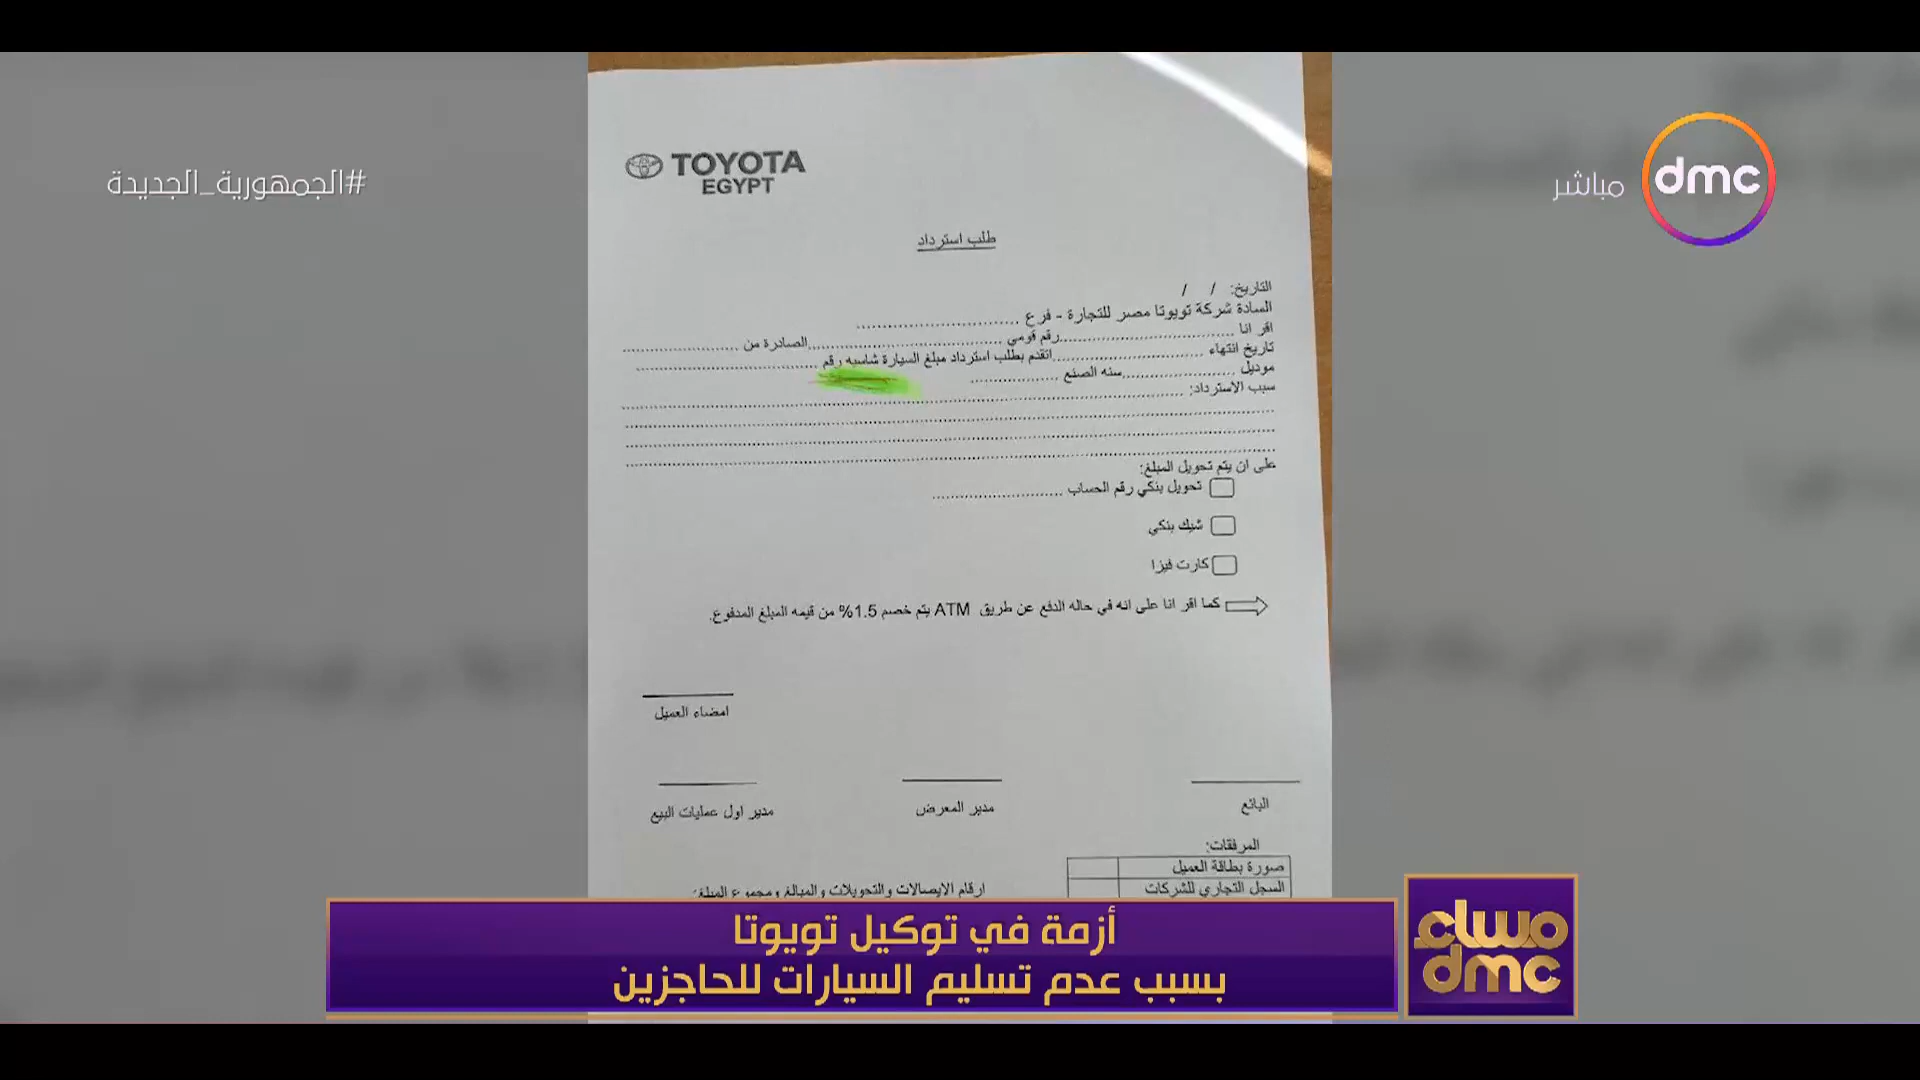 #الجمهورية_الجديدة
مباشر
dmc
TOYOTA
EGYPT
طلب استرداد
التاريخ: / /
السادة شركة تويوتا مصر للتجارة - فرع ..............................
اقر انا ................................رقم قومي ...................................الصادرة من ......................
تاريخ انتهاء ............................اتقدم بطلب استرداد مبلغ السيارة شاسيه رقم ..................................
موديل .....................سنه الصنع ................
سبب الاسترداد: ................................................................
على ان يتم تحويل المبلغ:
تحويل بنكي رقم الحساب ........................
شيك بنكي
كارت فيزا
كما اقر انا على انه في حاله الدفع عن طريق ATM يتم خصم 1.5% من قيمه المبلغ المدفوع.
امضاء العميل
البائع
مدير المعرض
مدير اول عمليات البيع
المرفقات:
صورة بطاقة العميل
السجل التجاري للشركات
ارقام الايصالات والتحويلات والمبالغ ومجموع المبلغ:
أزمة في توكيل تويوتا
بسبب عدم تسليم السيارات للحاجزين
مساء
dmc